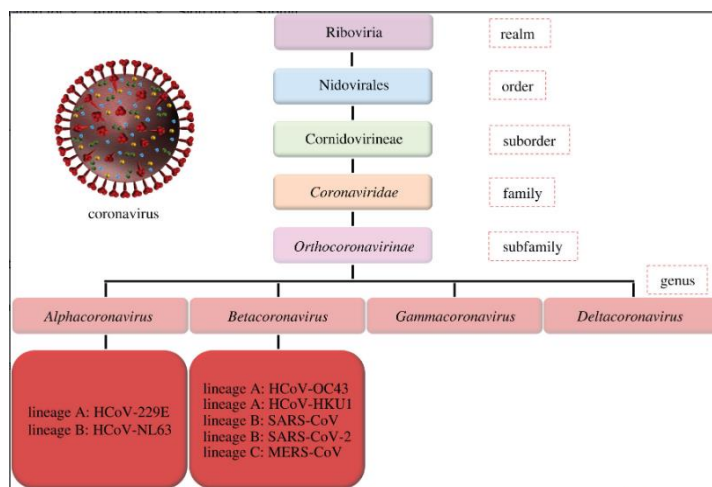 Riboviria
realm
Nidovirales
order
Cornidovirineae
suborder
Coronaviridae
family
coronavirus
Orthocoronavirinae
subfamily
genus
Alphacoronavirus
Betacoronavirus
Gammacoronavirus
Deltacoronavirus
lineage A: HCoV-229E
lineage B: HCoV-NL63
lineage A: HCoV-OC43
lineage A: HCoV-HKU1
lineage B: SARS-CoV
lineage B: SARS-CoV-2
lineage C: MERS-CoV